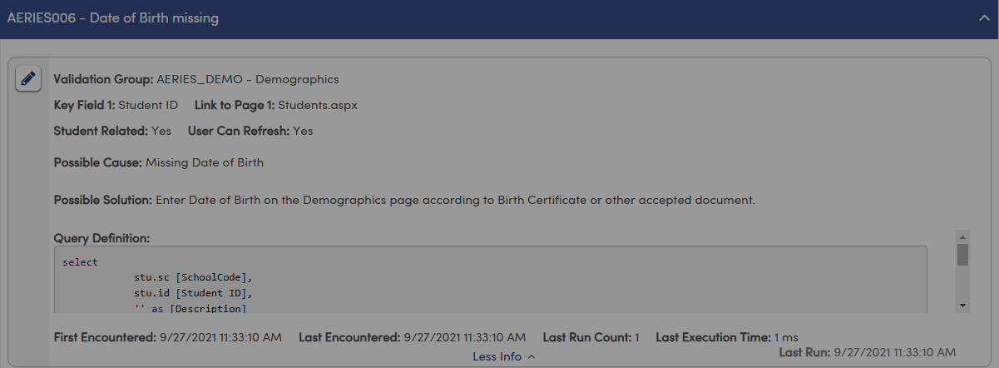 AERIES006 - Date of Birth missing
Validation Group: AERIES_DEMO - Demographics
Key Field 1: Student ID Link to Page 1: Students.aspx
Student Related: Yes User Can Refresh: Yes
Possible Cause: Missing Date of Birth
Possible Solution: Enter Date of Birth on the Demographics page according to Birth Certificate or other accepted document.
Query Definition:
select
stu.sc [SchoolCode],
stu.id [Student ID],
'' as [Description]
First Encountered: 9/27/2021 11:33:10 AM Last Encountered: 9/27/2021 11:33:10 AM Last Run Count: 1 Last Execution Time: 1 ms
Last Run: 9/27/2021 11:33:10 AM
Less Info